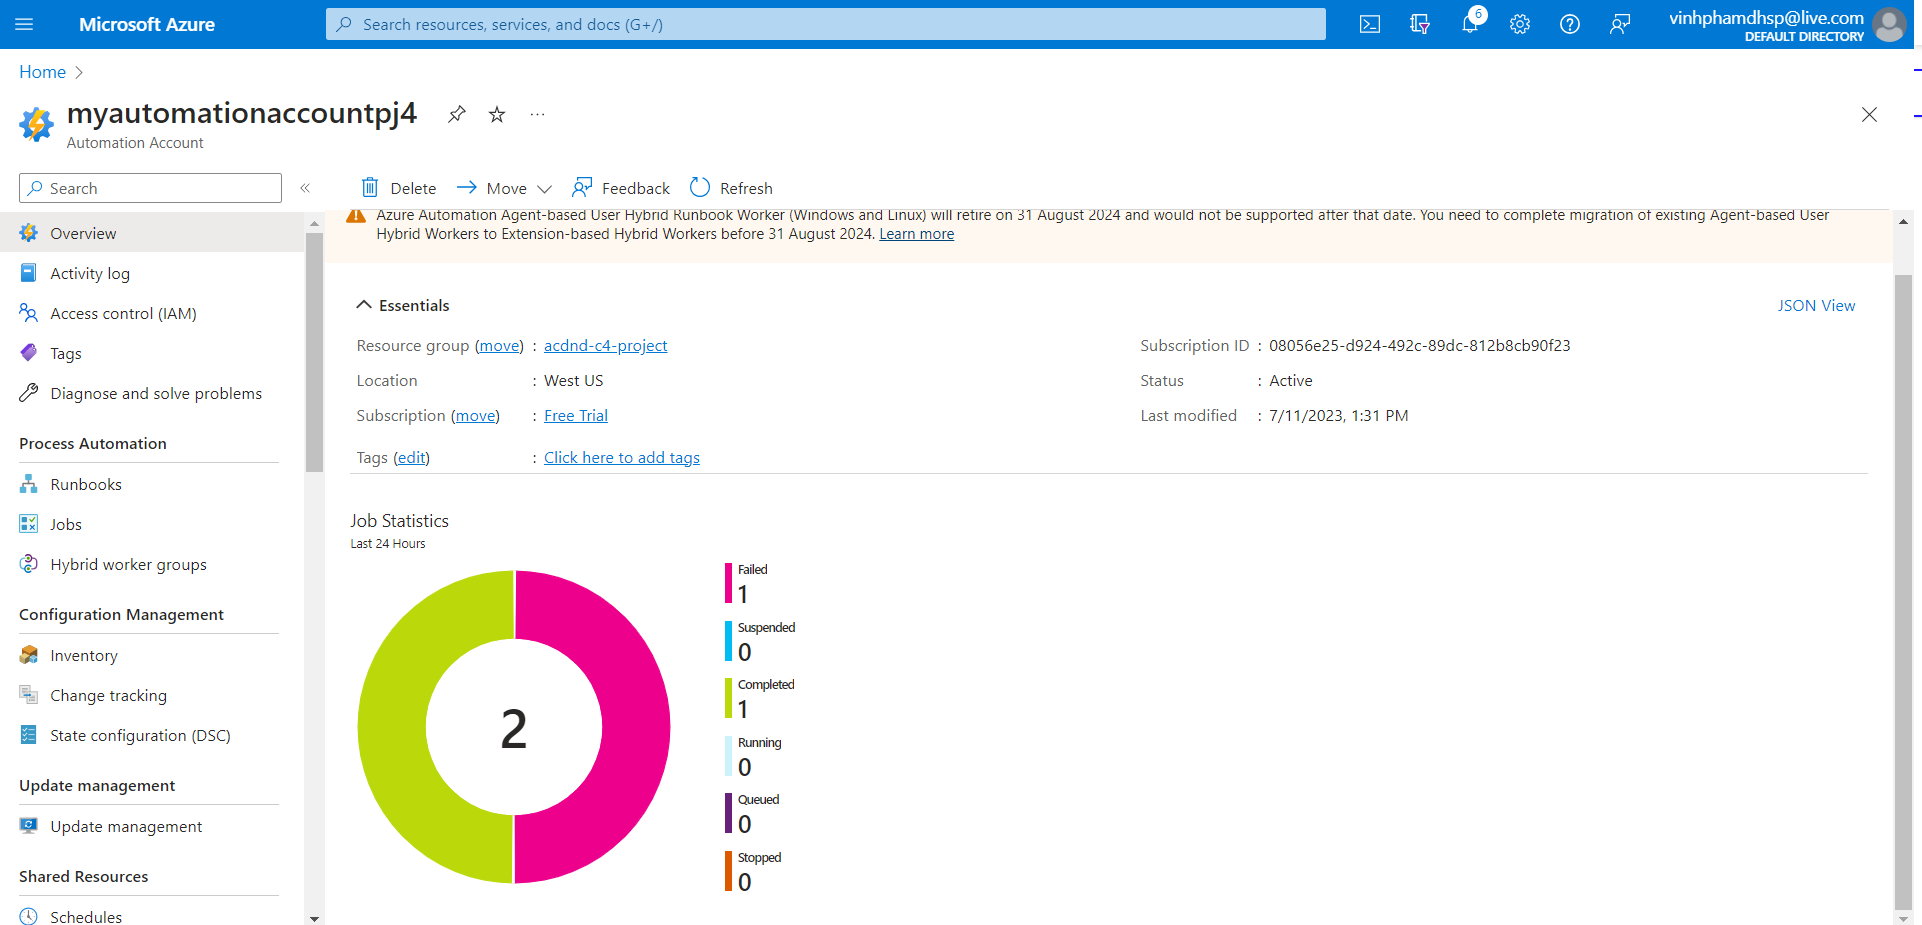 Microsoft Azure
Search resources, services, and docs (G+/)
6
vinhphamdhsp@live.com
DEFAULT DIRECTORY
Home
myautomationaccountpj4
Automation Account
Search
Delete
Move
Feedback
Refresh
Azure Automation Agent-based User Hybrid Runbook Worker (Windows and Linux) will retire on 31 August 2024 and would not be supported after that date. You need to complete migration of existing Agent-based User
Hybrid Workers to Extension-based Hybrid Workers before 31 August 2024. Learn more
Overview
Activity log
Access control (IAM)
Tags
Diagnose and solve problems
Process Automation
Runbooks
Jobs
Hybrid worker groups
Configuration Management
Inventory
Change tracking
State configuration (DSC)
Update management
Update management
Shared Resources
Schedules
Essentials
JSON View
Resource group (move) : acdnd-c4-project
Location : West US
Subscription (move) : Free Trial
Tags (edit) : Click here to add tags
Subscription ID : 08056e25-d924-492c-89dc-812b8cb90f23
Status : Active
Last modified : 7/11/2023, 1:31 PM
Job Statistics
Last 24 Hours
2
Failed
1
Suspended
0
Completed
1
Running
0
Queued
0
Stopped
0